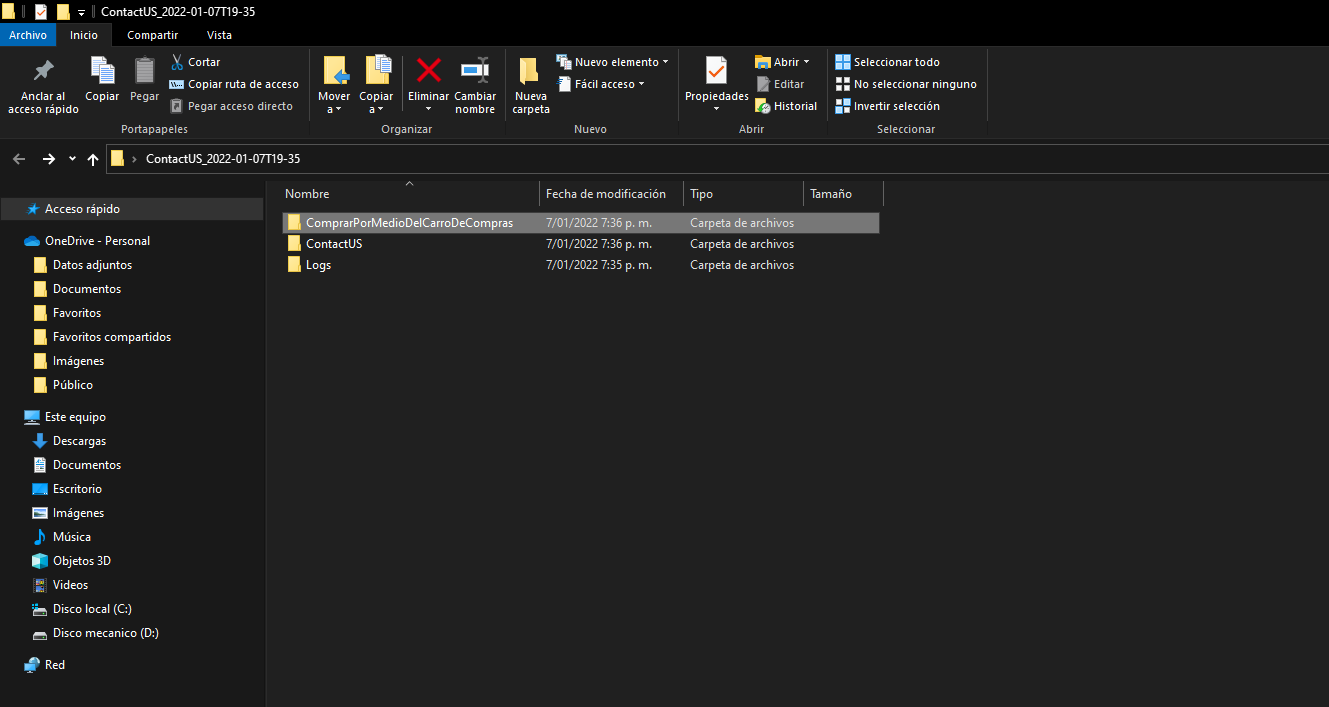 ContactUS_2022-01-07T19-35
Archivo Inicio Compartir Vista
Anclar al acceso rápido
Copiar
Pegar
Cortar
Copiar ruta de acceso
Pegar acceso directo
Portapapeles
Mover a
Copiar a
Eliminar
Cambiar nombre
Organizar
Nueva carpeta
Nuevo elemento
Fácil acceso
Nuevo
Propiedades
Abrir
Editar
Historial
Abrir
Seleccionar todo
No seleccionar ninguno
Invertir selección
Seleccionar
ContactUS_2022-01-07T19-35
Acceso rápido
OneDrive - Personal
Datos adjuntos
Documentos
Favoritos
Favoritos compartidos
Imágenes
Público
Este equipo
Descargas
Documentos
Escritorio
Imágenes
Música
Objetos 3D
Videos
Disco local (C:)
Disco mecanico (D:)
Red
Nombre Fecha de modificación Tipo Tamaño
ComprarPorMedioDelCarroDeCompras 7/01/2022 7:36 p. m. Carpeta de archivos
ContactUS 7/01/2022 7:36 p. m. Carpeta de archivos
Logs 7/01/2022 7:35 p. m. Carpeta de archivos